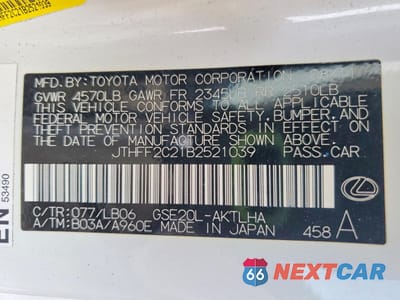 JTHFF2C21B2521039
MFD. BY: TOYOTA MOTOR CORPORATION
GVWR 4570LB GAWR FR 2345LB RR 2510LB
THIS VEHICLE CONFORMS TO ALL APPLICABLE
FEDERAL MOTOR VEHICLE SAFETY, BUMPER, AND
THEFT PREVENTION STANDARDS IN EFFECT ON
THE DATE OF MANUFACTURE SHOWN ABOVE.
JTHFF2C21B2521039
C/TR: 077/LB06 GSE20L-AKTLHA
A/TM: B03A/A960E MADE IN JAPAN 458 A
EN 53490
66 NEXTCAR